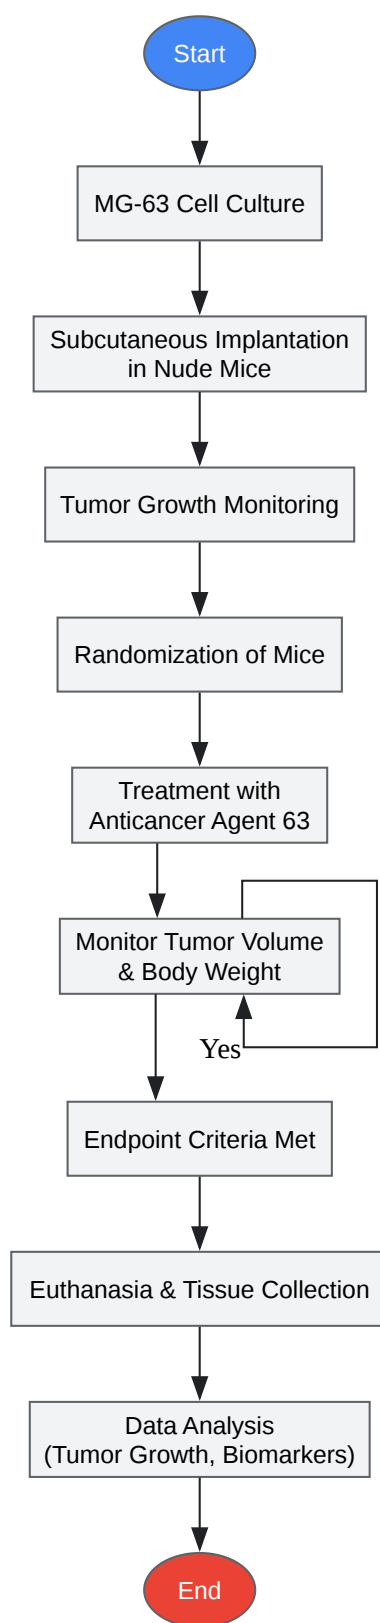 Start
MG-63 Cell Culture
Subcutaneous Implantation
in Nude Mice
Tumor Growth Monitoring
Randomization of Mice
Treatment with
Anticancer Agent 63
Monitor Tumor Volume
& Body Weight
Yes
Endpoint Criteria Met
Euthanasia & Tissue Collection
Data Analysis
(Tumor Growth, Biomarkers)
End